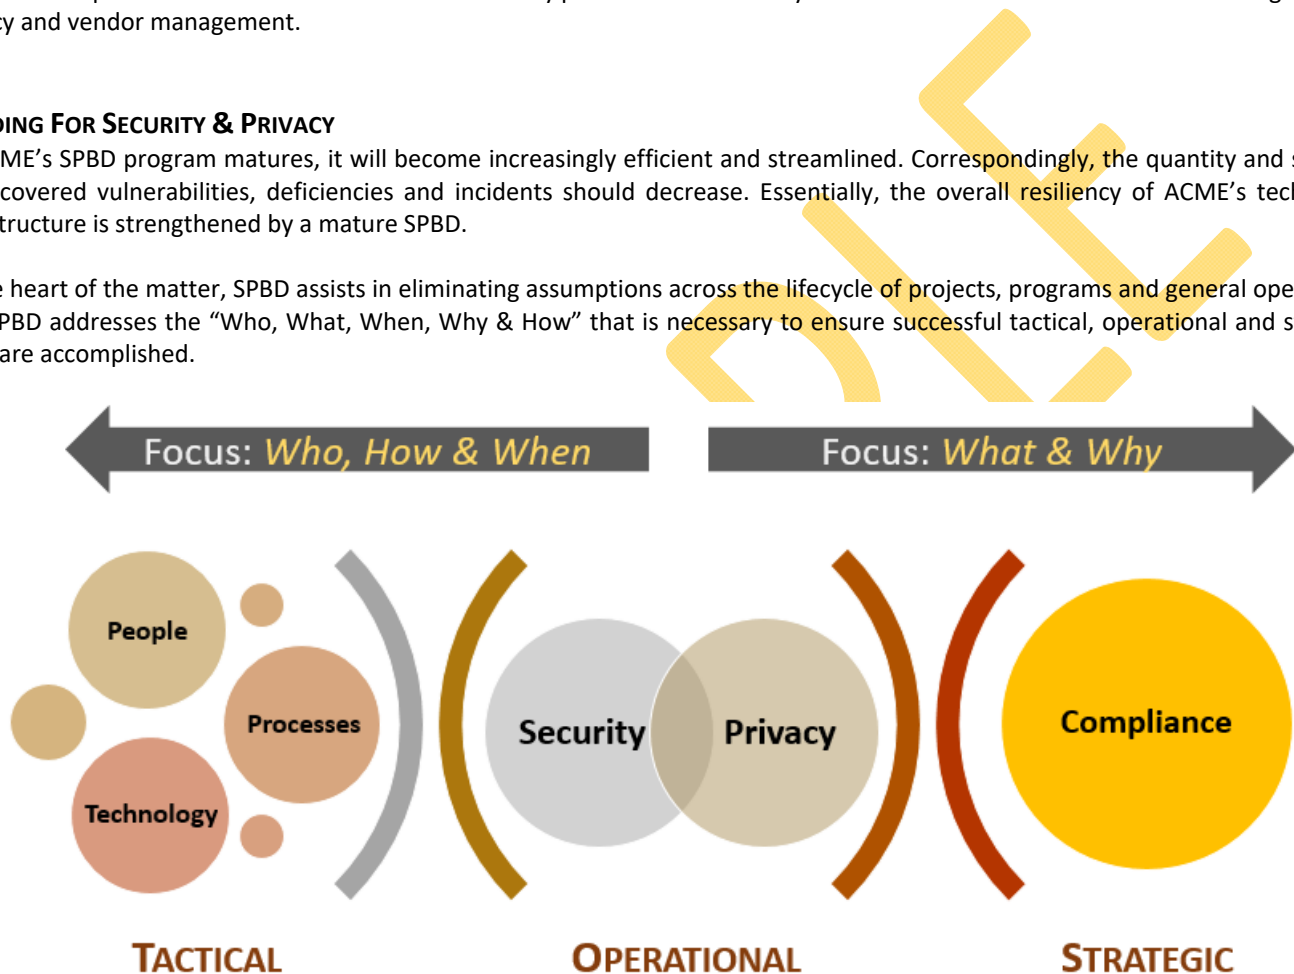 cy and vendor management.
DING FOR SECURITY & PRIVACY
ME’s SPBD program matures, it will become increasingly efficient and streamlined. Correspondingly, the quantity and s
covered vulnerabilities, deficiencies and incidents should decrease. Essentially, the overall resiliency of ACME’s tech
structure is strengthened by a mature SPBD.
e heart of the matter, SPBD assists in eliminating assumptions across the lifecycle of projects, programs and general ope
PBD addresses the “Who, What, When, Why & How” that is necessary to ensure successful tactical, operational and s
are accomplished.
Focus: Who, How & When
Focus: What & Why
People
Processes
Technology
Security
Privacy
Compliance
TACTICAL
OPERATIONAL
STRATEGIC